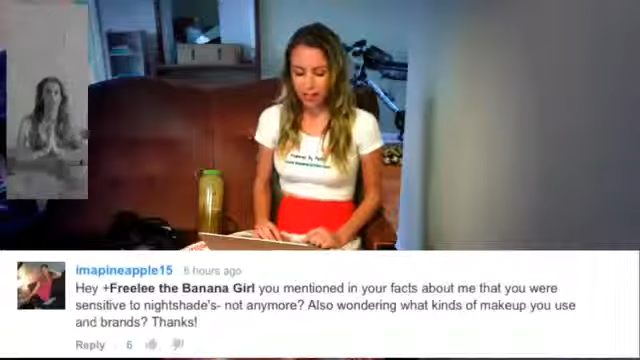 imapineapple15 6 hours ago
Hey +Freelee the Banana Girl you mentioned in your facts about me that you were
sensitive to nightshade's- not anymore? Also wondering what kinds of makeup you use
and brands? Thanks!
Reply 6